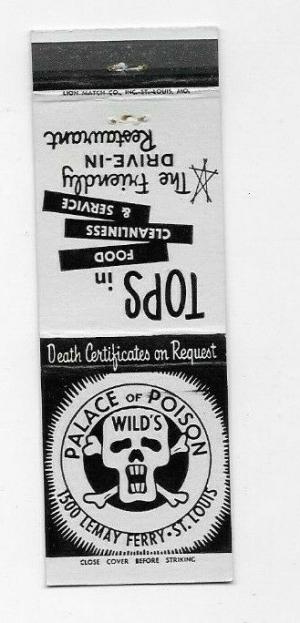 LION MATCH CO., INC. ST. LOUIS, MO.
TOPS in
FOOD
CLEANLINESS
& SERVICE
The Friendly
DRIVE-IN
Restaurant
Death Certificates on Request
PALACE OF POISON
WILD'S
1500 LEMAY FERRY • ST. LOUIS
CLOSE COVER BEFORE STRIKING